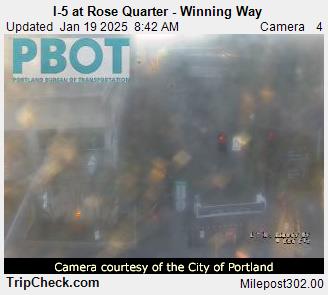 I-5 at Rose Quarter - Winning Way
Updated Jan 19 2025 8:42 AM Camera 4
PBOT
PORTLAND BUREAU OF TRANSPORTATION
Camera courtesy of the City of Portland
TripCheck.com Milepost302.00